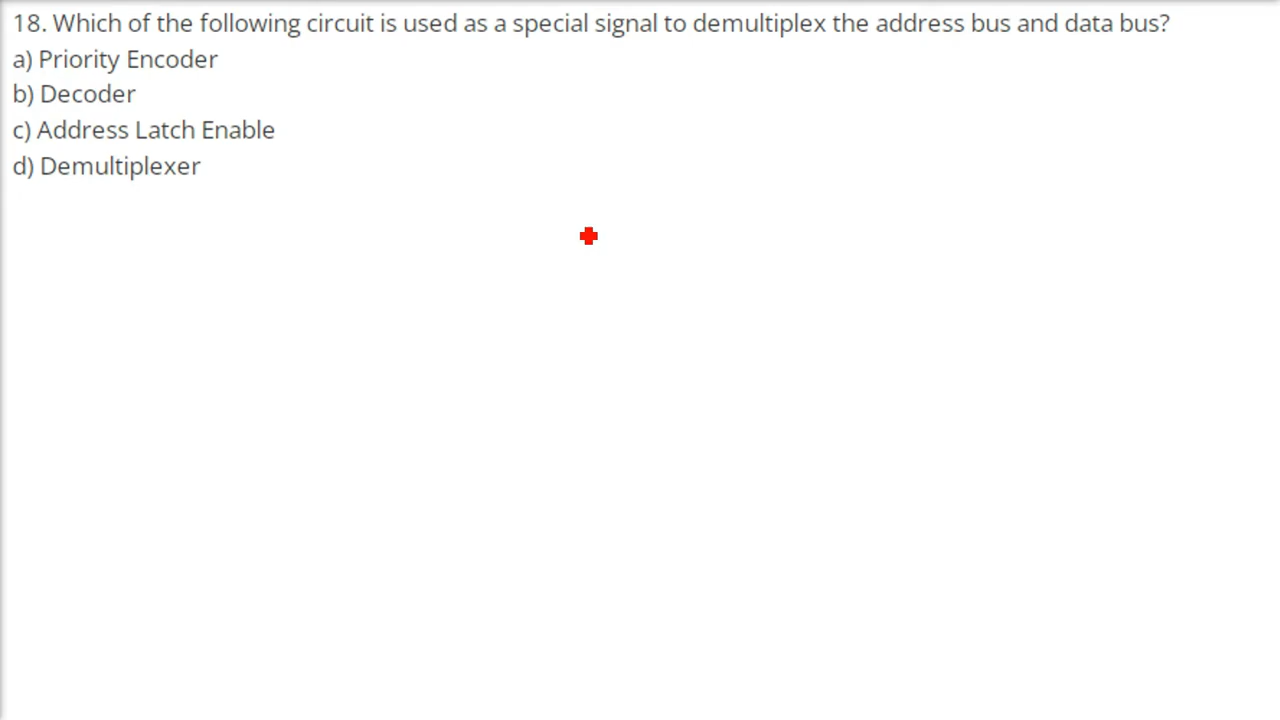 18. Which of the following circuit is used as a special signal to demultiplex the address bus and data bus?
a) Priority Encoder
b) Decoder
c) Address Latch Enable
d) Demultiplexer